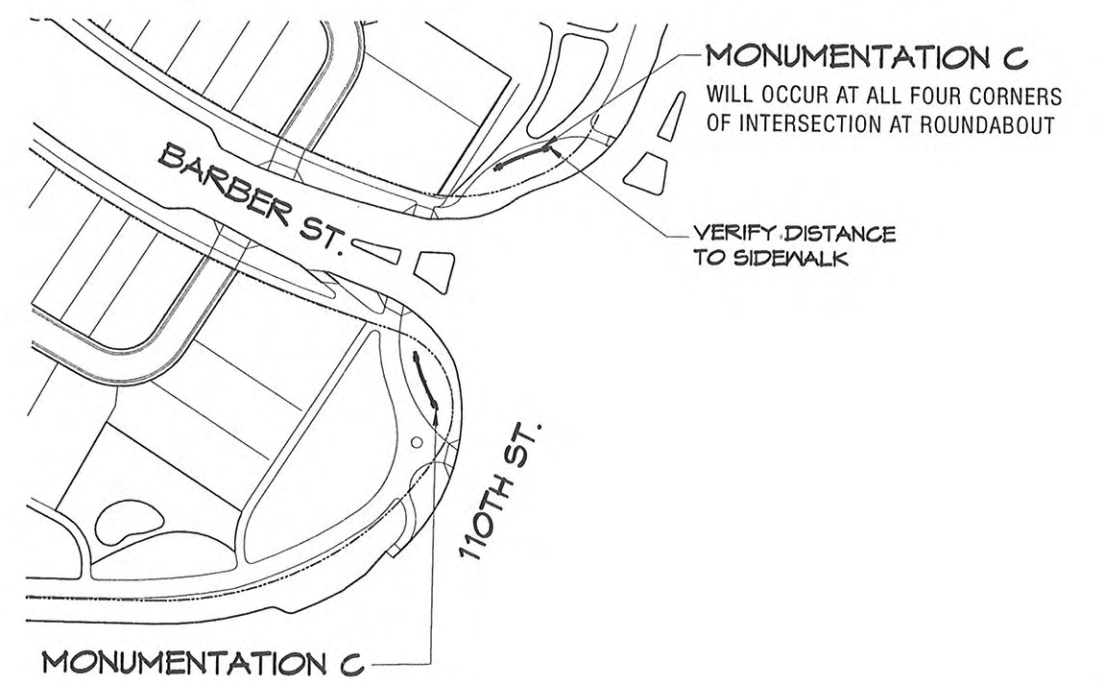 MONUMENTATION C
WILL OCCUR AT ALL FOUR CORNERS
OF INTERSECTION AT ROUNDABOUT
BARBER ST.
VERIFY DISTANCE
TO SIDEWALK
110TH ST.
MONUMENTATION C